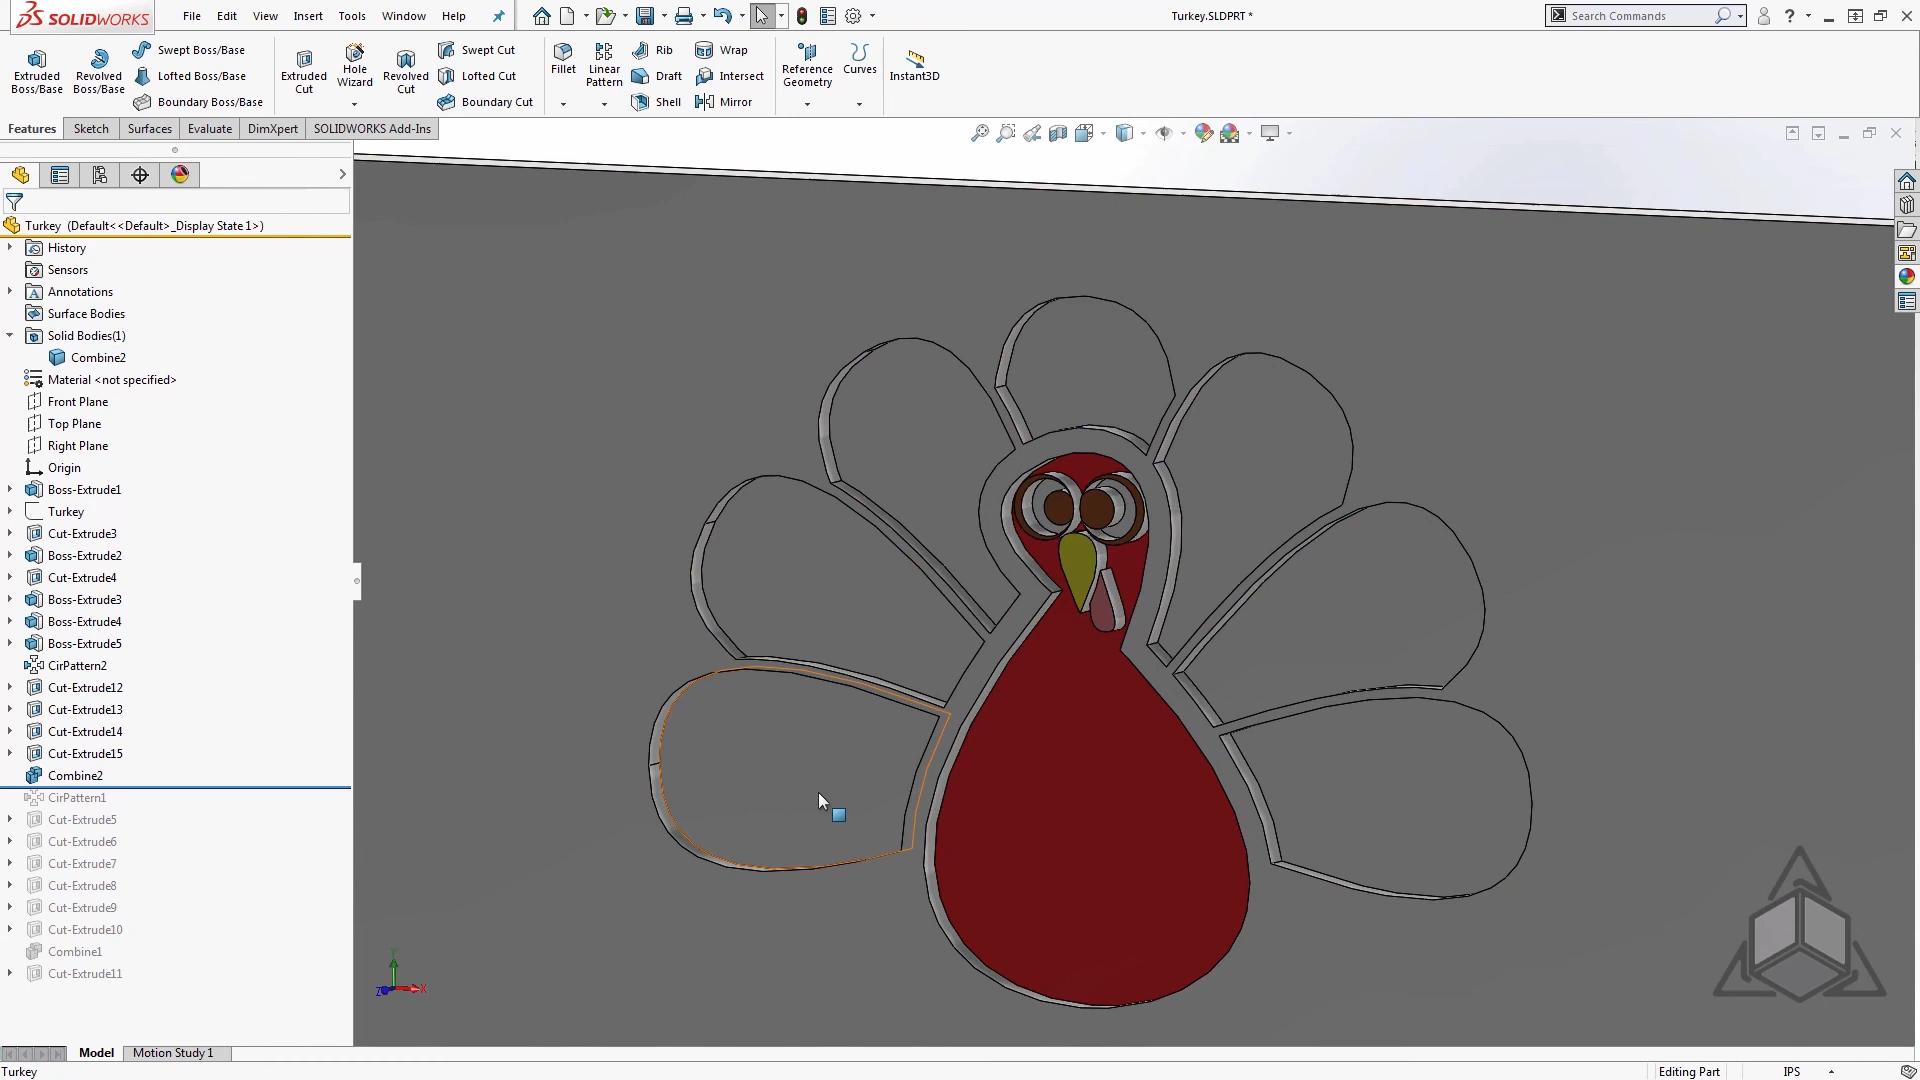 SOLIDWORKS File Edit View Insert Tools Window Help Turkey.SLDPRT * Search Commands ?
Extruded Boss/Base
Revolved Boss/Base
Swept Boss/Base
Lofted Boss/Base
Boundary Boss/Base
Extruded Cut
Hole Wizard
Revolved Cut
Swept Cut
Lofted Cut
Boundary Cut
Fillet
Linear Pattern
Rib
Draft
Shell
Wrap
Intersect
Mirror
Reference Geometry
Curves
Instant3D
Features Sketch Surfaces Evaluate DimXpert SOLIDWORKS Add-Ins
Turkey (Default<<Default>_Display State 1>)
History
Sensors
Annotations
Surface Bodies
Solid Bodies(1)
Combine2
Material <not specified>
Front Plane
Top Plane
Right Plane
Origin
Boss-Extrude1
Turkey
Cut-Extrude3
Boss-Extrude2
Cut-Extrude4
Boss-Extrude3
Boss-Extrude4
Boss-Extrude5
CirPattern2
Cut-Extrude12
Cut-Extrude13
Cut-Extrude14
Cut-Extrude15
Combine2
CirPattern1
Cut-Extrude5
Cut-Extrude6
Cut-Extrude7
Cut-Extrude8
Cut-Extrude9
Cut-Extrude10
Combine1
Cut-Extrude11
Y
Z X
Model Motion Study 1
Turkey Editing Part IPS